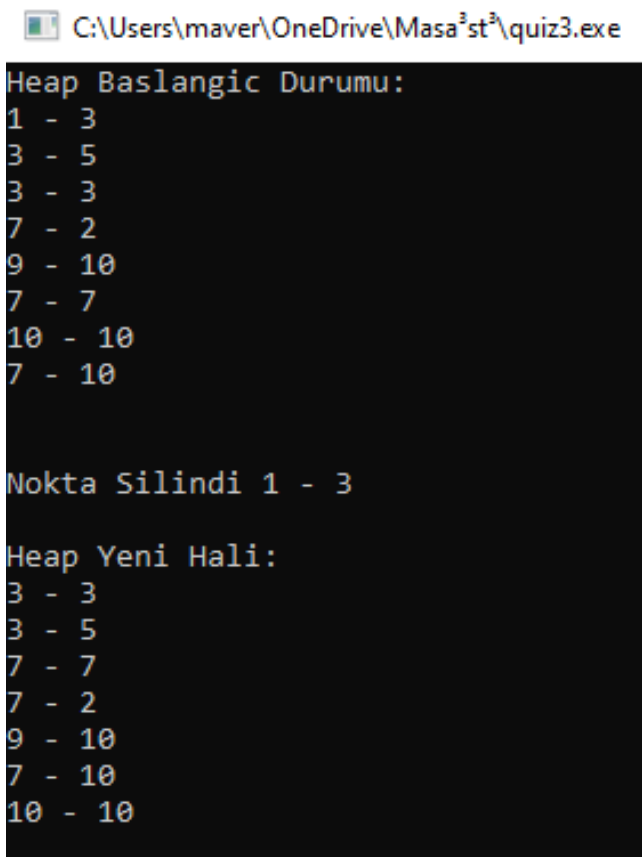 C:\Users\maver\OneDrive\Masa³st³\quiz3.exe
Heap Baslangic Durumu:
1 - 3
3 - 5
3 - 3
7 - 2
9 - 10
7 - 7
10 - 10
7 - 10
Nokta Silindi 1 - 3
Heap Yeni Hali:
3 - 3
3 - 5
7 - 7
7 - 2
9 - 10
7 - 10
10 - 10